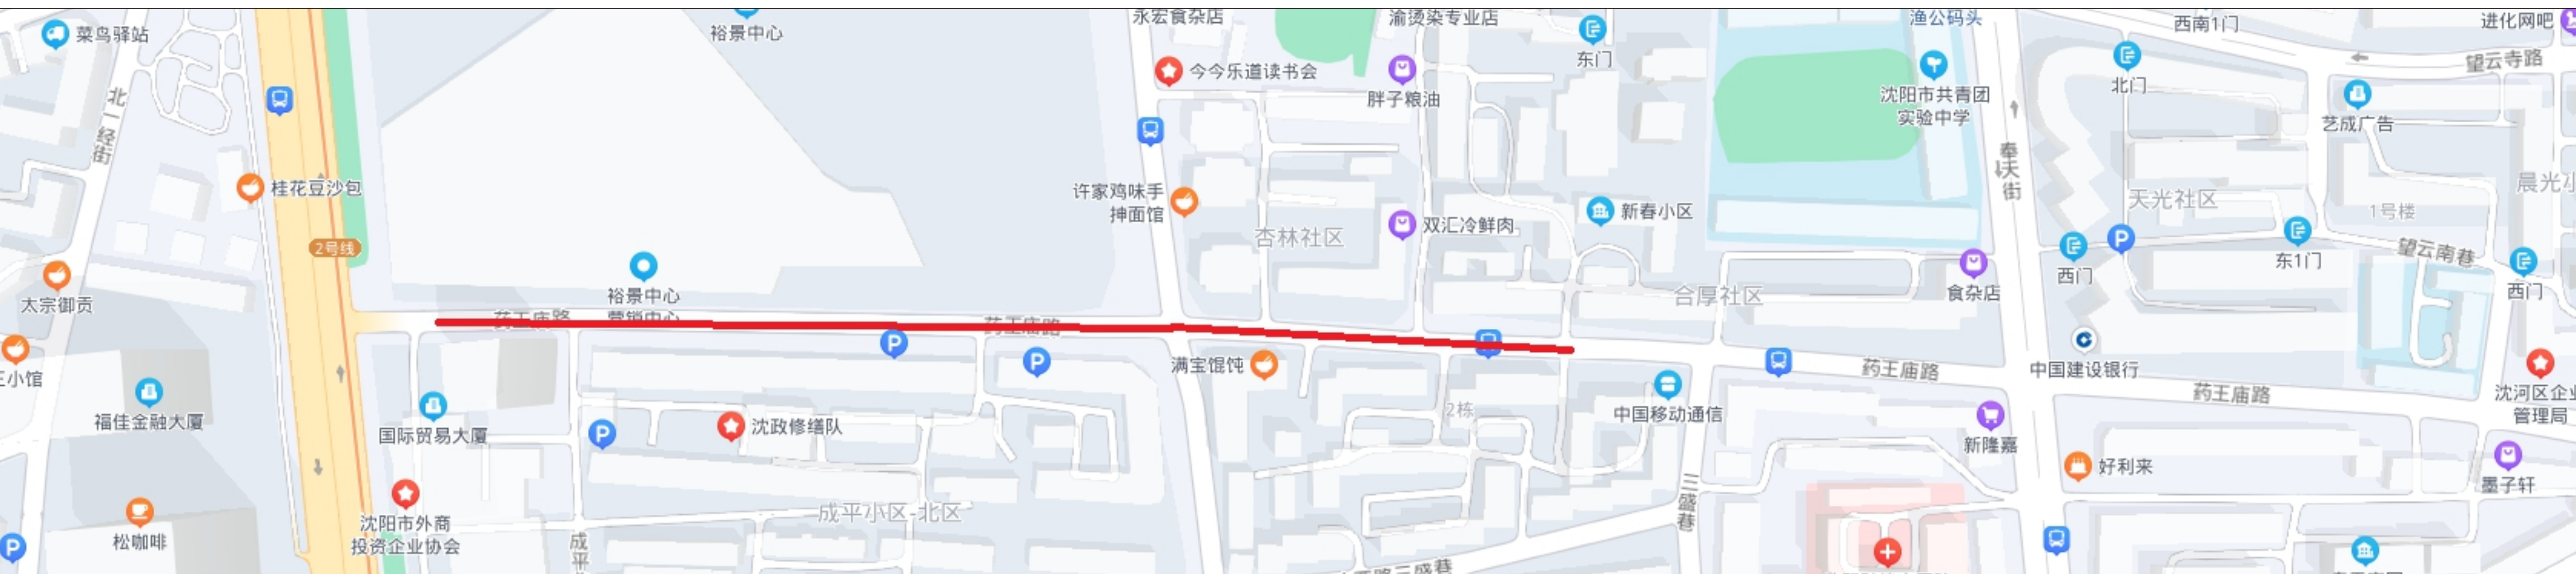 永宏食杂店
渝烫染专业店
渔公码头
西南1门
进化网吧
菜鸟驿站
裕景中心
东门
望云寺路
今今乐道读书会
胖子粮油
沈阳市共青团
实验中学
北门
艺成广告
北一经街
奉天街
桂花豆沙包
许家鸡味手
抻面馆
双汇冷鲜肉
新春小区
天光社区
晨光小
1号楼
2号线
杏林社区
望云南巷
西门
东1门
太宗御贡
裕景中心
营销中心
合厚社区
食杂店
西门
药王庙路
药王庙路
王小馆
满宝馄饨
药王庙路
中国建设银行
药王庙路
沈河区企业
管理局
福佳金融大厦
国际贸易大厦
沈政修缮队
2栋
中国移动通信
新隆嘉
好利来
墨子轩
沈阳市外商
投资企业协会
成平小区-北区
三盛巷
松咖啡
成平
三盛巷
P
P
P
P
P